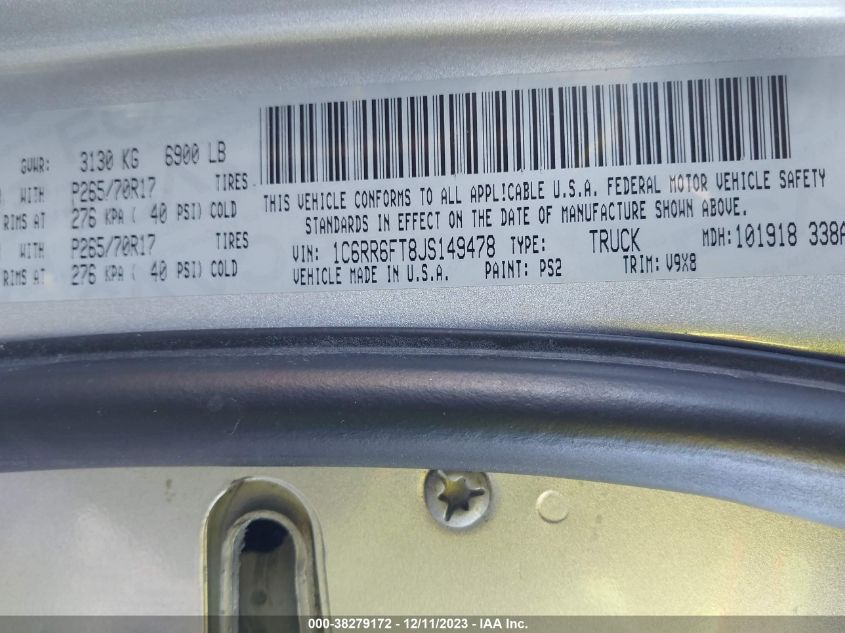 GVWR: 3130 KG 6900 LB
WITH P265/70R17 TIRES
RIMS AT 276 KPA ( 40 PSI) COLD
WITH P265/70R17 TIRES
RIMS AT 276 KPA ( 40 PSI) COLD
THIS VEHICLE CONFORMS TO ALL APPLICABLE U.S.A. FEDERAL MOTOR VEHICLE SAFETY
STANDARDS IN EFFECT ON THE DATE OF MANUFACTURE SHOWN ABOVE.
VIN: 1C6RR6FT8JS149478 TYPE: TRUCK MDH: 101918 338A
VEHICLE MADE IN U.S.A. PAINT: PS2 TRIM: V9X8
000-38279172 - 12/11/2023 - IAA Inc.